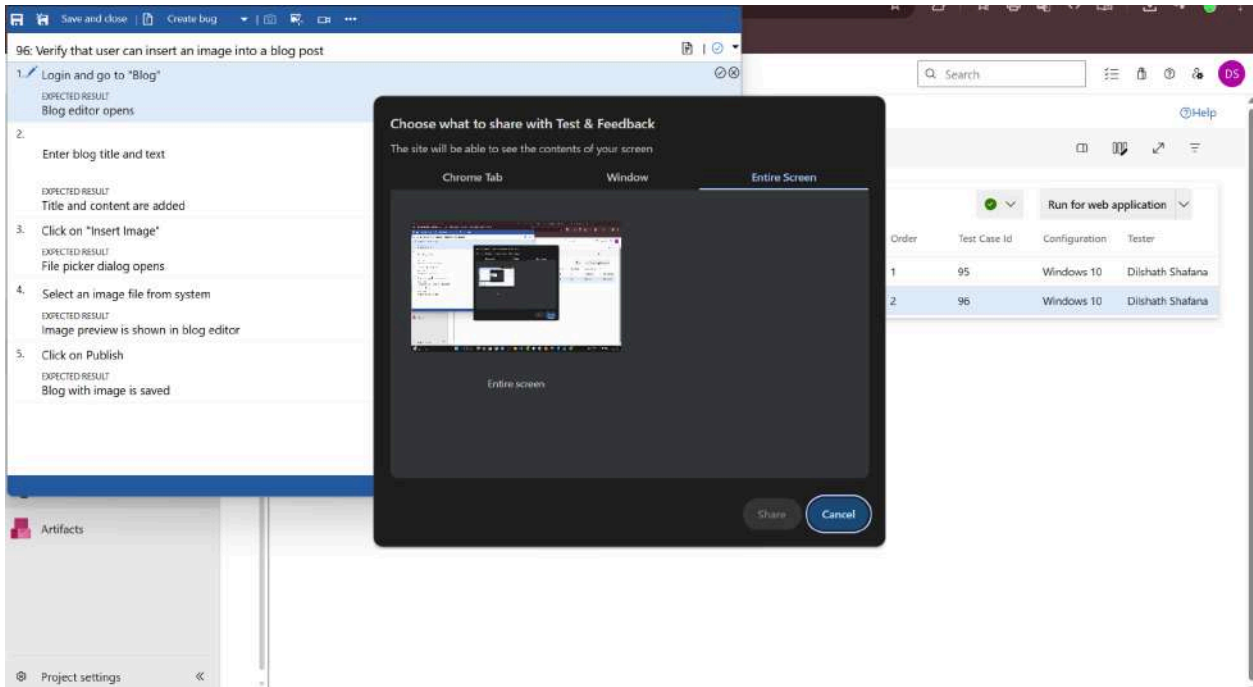 Save and close
Create bug
96: Verify that user can insert an image into a blog post
1. Login and go to "Blog"
EXPECTED RESULT
Blog editor opens
2.
Enter blog title and text
EXPECTED RESULT
Title and content are added
3. Click on "Insert Image"
EXPECTED RESULT
File picker dialog opens
4. Select an image file from system
EXPECTED RESULT
Image preview is shown in blog editor
5. Click on Publish
EXPECTED RESULT
Blog with image is saved
Choose what to share with Test & Feedback
The site will be able to see the contents of your screen
Chrome Tab Window Entire Screen
Entire screen
Share Cancel
Search
DS
Help
Run for web application
Order Test Case Id Configuration Tester
1 95 Windows 10 Dilshath Shafana
2 96 Windows 10 Dilshath Shafana
Artifacts
Project settings